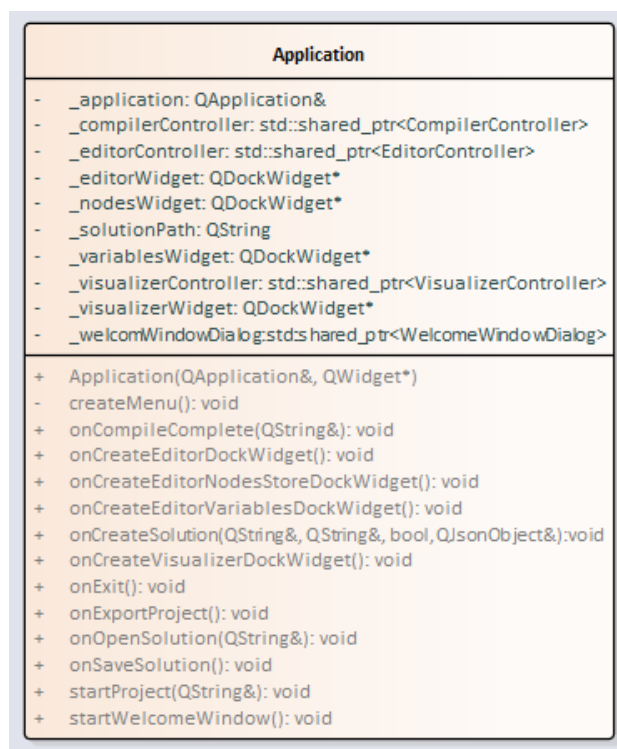 Application
- _application: QApplication&
- _compilerController: std::shared_ptr<CompilerController>
- _editorController: std::shared_ptr<EditorController>
- _editorWidget: QDockWidget*
- _nodesWidget: QDockWidget*
- _solutionPath: QString
- _variablesWidget: QDockWidget*
- _visualizerController: std::shared_ptr<VisualizerController>
- _visualizerWidget: QDockWidget*
- _welcomWindowDialog:std:shared_ptr<WelcomeWindowDialog>
+ Application(QApplication&, QWidget*)
- createMenu(): void
+ onCompileComplete(QString&): void
+ onCreateEditorDockWidget(): void
+ onCreateEditorNodesStoreDockWidget(): void
+ onCreateEditorVariablesDockWidget(): void
+ onCreateSolution(QString&, QString&, bool,QJsonObject&):void
+ onCreateVisualizerDockWidget(): void
+ onExit(): void
+ onExportProject(): void
+ onOpenSolution(QString&): void
+ onSaveSolution(): void
+ startProject(QString&): void
+ startWelcomeWindow(): void